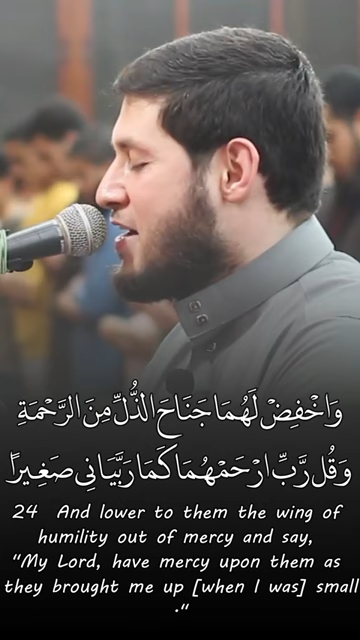 وَاخْفِضْ لَهُمَا جَنَاحَ الذُّلِّ مِنَ الرَّحْمَةِ
وَقُل رَّبِّ ارْحَمْهُمَا كَمَا رَبَّيَانِي صَغِيرًا
24 And lower to them the wing of
humility out of mercy and say,
"My Lord, have mercy upon them as
they brought me up [when I was] small
."